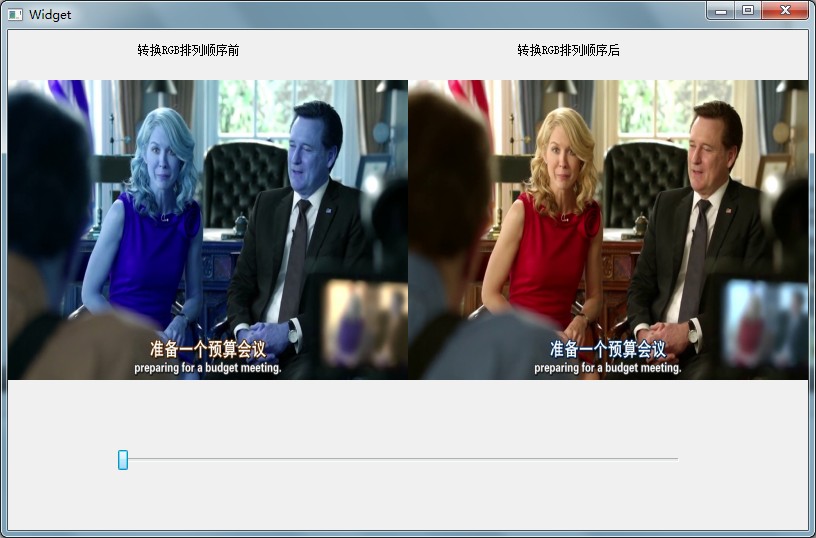 Widget
转换RGB排列顺序前
转换RGB排列顺序后
准备一个预算会议
preparing for a budget meeting.
准备一个预算会议
preparing for a budget meeting.